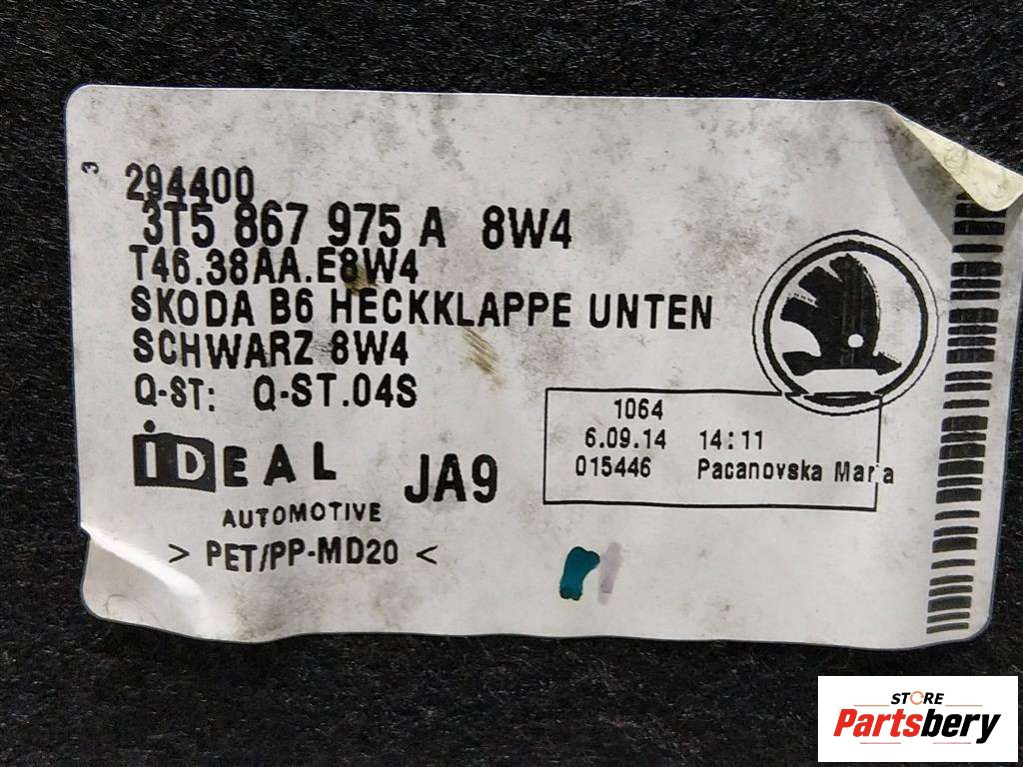 3
294400
3T5 867 975 A 8W4
T46.38AA.E8W4
SKODA B6 HECKKLAPPE UNTEN
SCHWARZ 8W4
Q-ST: Q-ST.04S
1064
6.09.14 14:11
015446 Pacanovska Maria
iDEAL
AUTOMOTIVE
JA9
> PET/PP-MD20 <
STORE
Partsbery